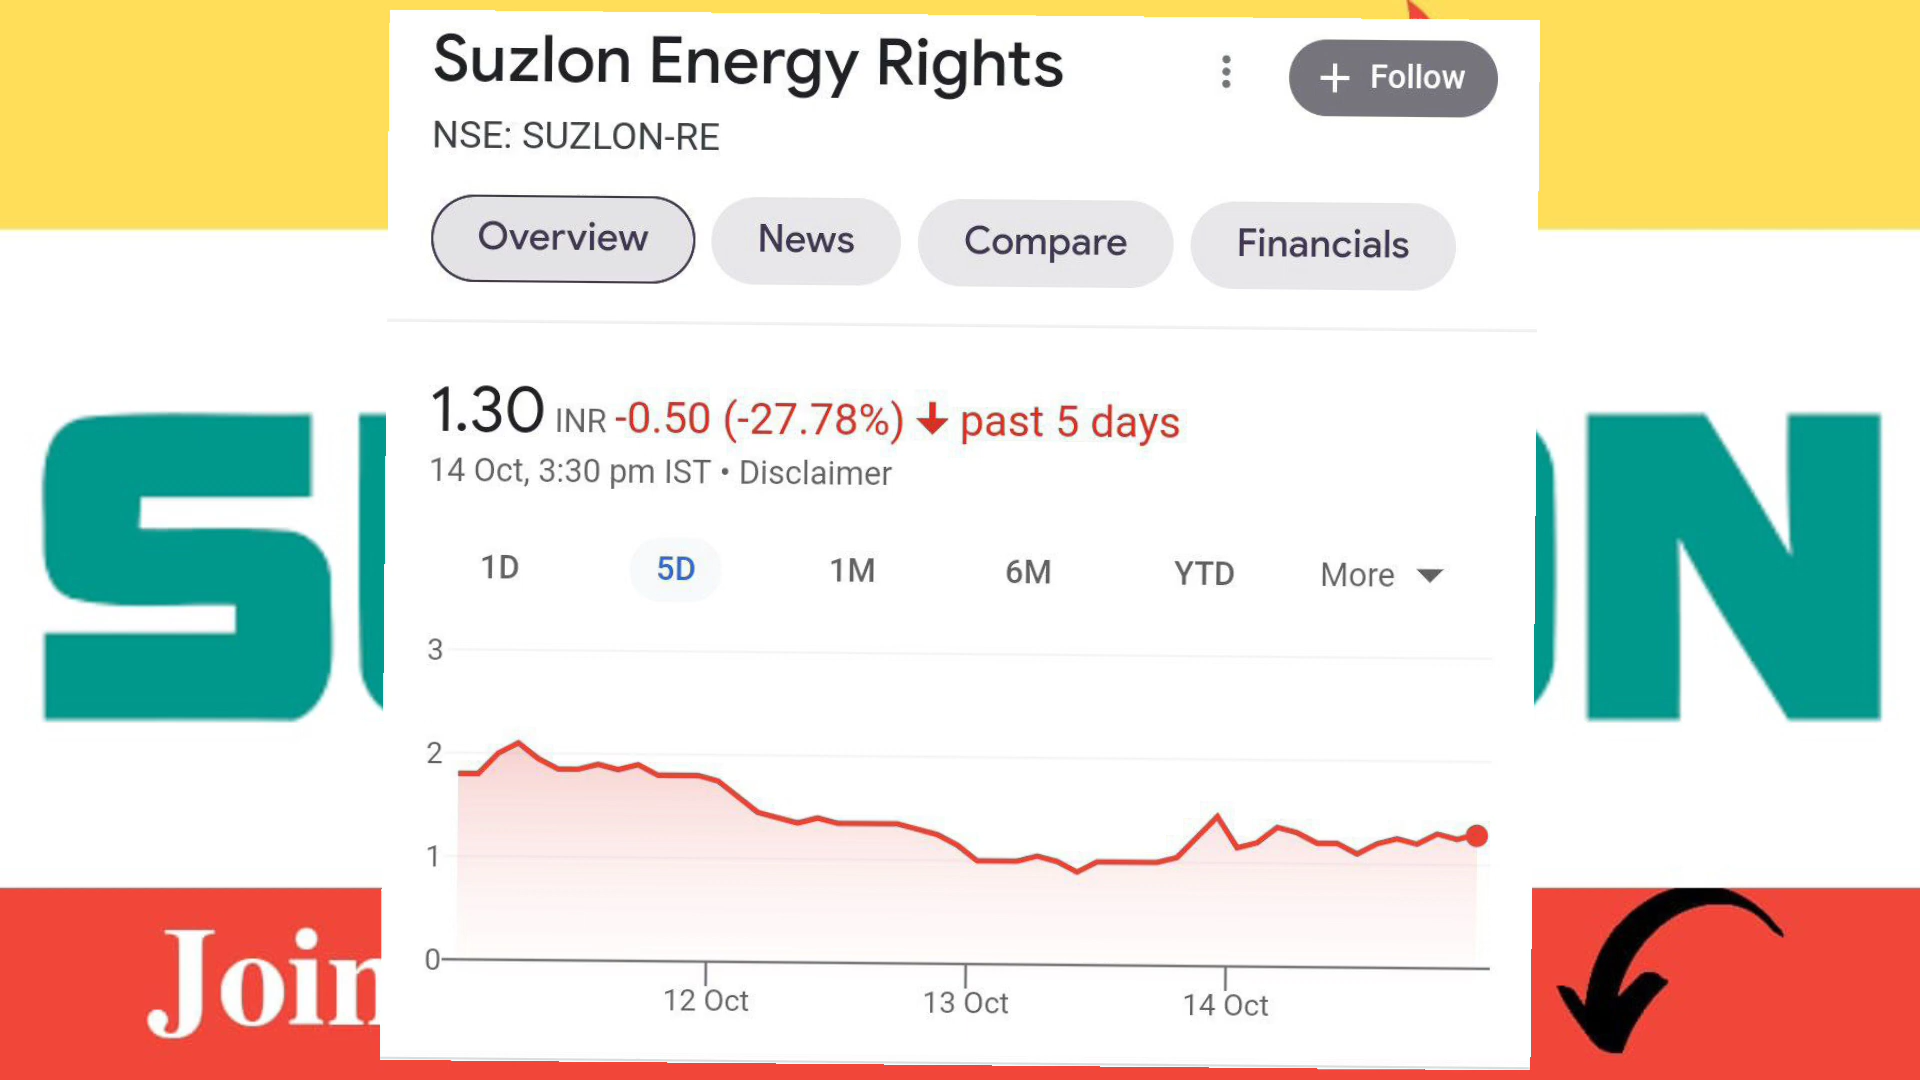 Suzlon Energy Rights
+ Follow
NSE: SUZLON-RE
Overview
News
Compare
Financials
1.30 INR -0.50 (-27.78%) ↓ past 5 days
14 Oct, 3:30 pm IST • Disclaimer
1D
5D
1M
6M
YTD
More
3
2
1
0
12 Oct
13 Oct
14 Oct
S
N
Join